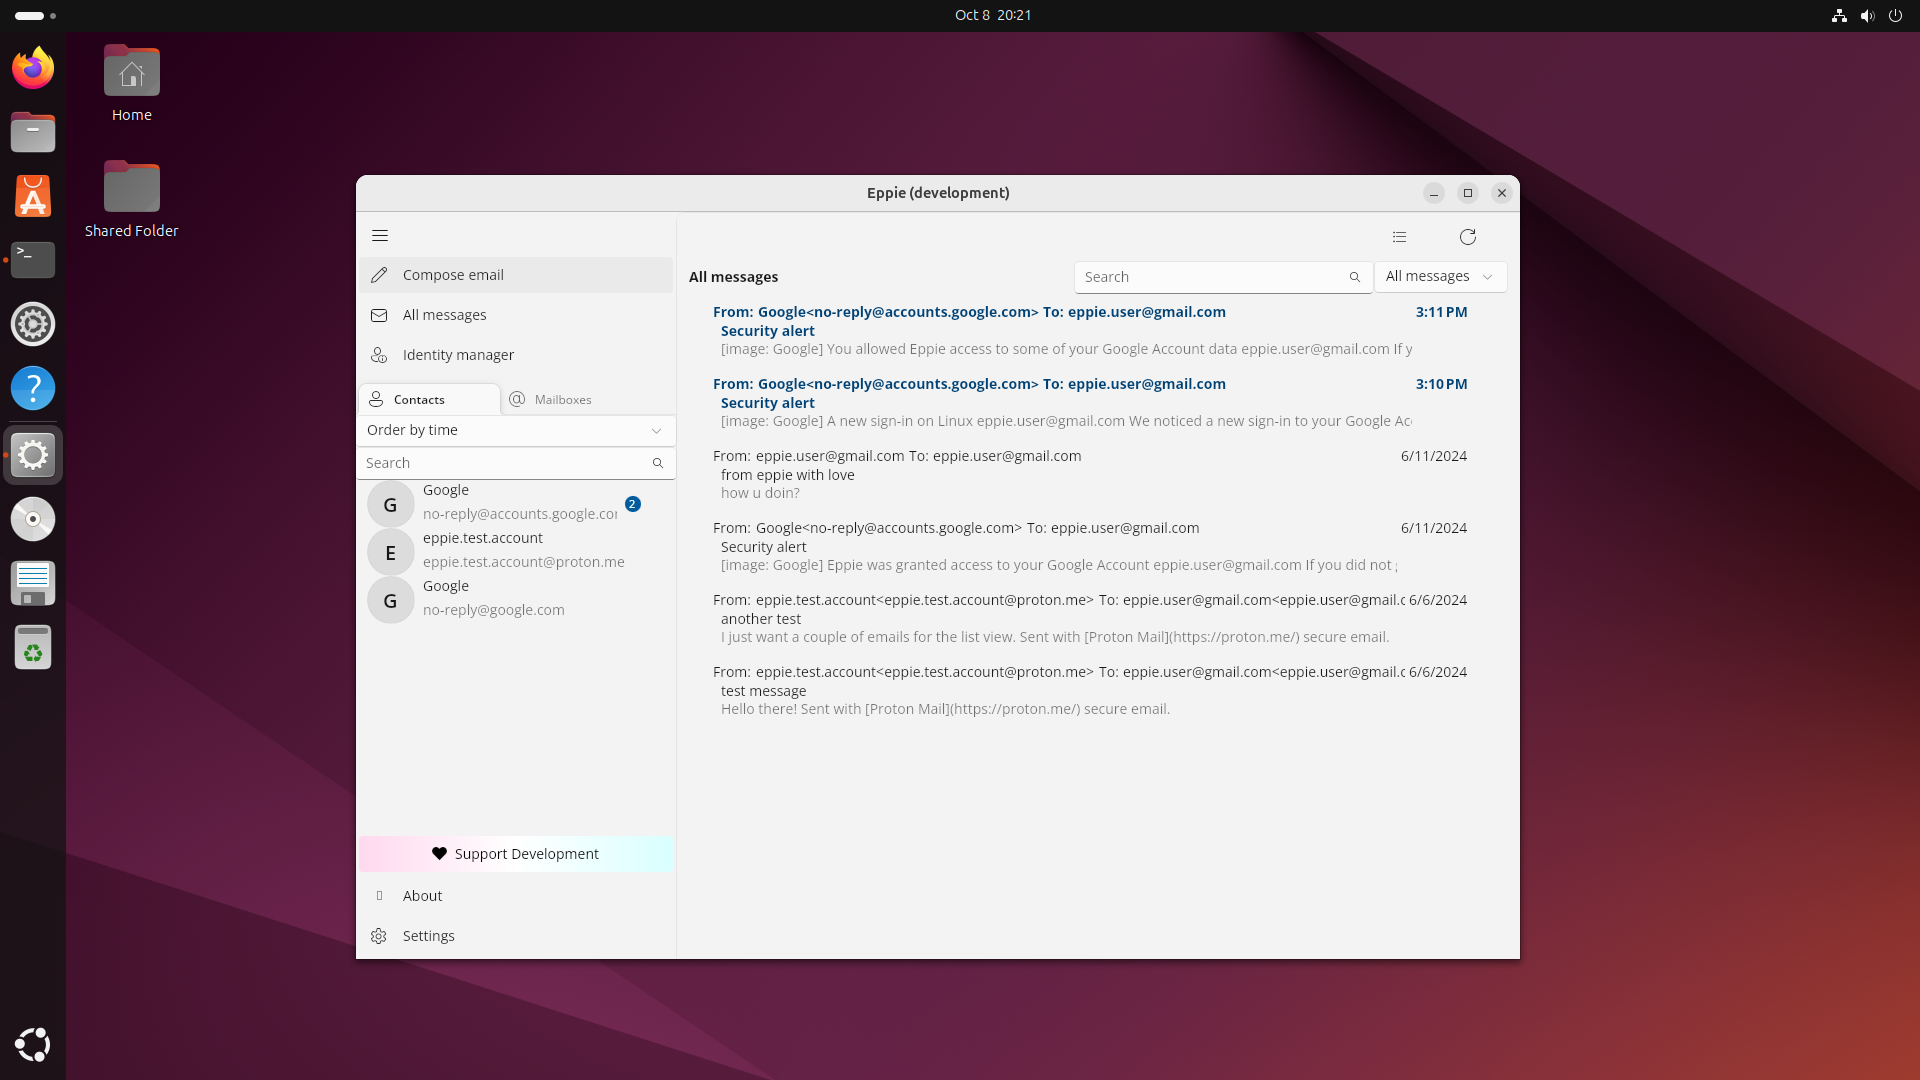 Oct 8 20:21
Home
Shared Folder
Eppie (development)
Compose email
All messages
Identity manager
Contacts
Mailboxes
Order by time
Search
G
Google
no-reply@accounts.google.co
2
E
eppie.test.account
eppie.test.account@proton.me
G
Google
no-reply@google.com
Support Development
About
Settings
All messages
Search
All messages
From: Google<no-reply@accounts.google.com> To: eppie.user@gmail.com 3:11 PM
Security alert
[image: Google] You allowed Eppie access to some of your Google Account data eppie.user@gmail.com If y
From: Google<no-reply@accounts.google.com> To: eppie.user@gmail.com 3:10 PM
Security alert
[image: Google] A new sign-in on Linux eppie.user@gmail.com We noticed a new sign-in to your Google Ac
From: eppie.user@gmail.com To: eppie.user@gmail.com 6/11/2024
from eppie with love
how u doin?
From: Google<no-reply@accounts.google.com> To: eppie.user@gmail.com 6/11/2024
Security alert
[image: Google] Eppie was granted access to your Google Account eppie.user@gmail.com If you did not
From: eppie.test.account<eppie.test.account@proton.me> To: eppie.user@gmail.com<eppie.user@gmail.c 6/6/2024
another test
I just want a couple of emails for the list view. Sent with [Proton Mail](https://proton.me/) secure email.
From: eppie.test.account<eppie.test.account@proton.me> To: eppie.user@gmail.com<eppie.user@gmail.c 6/6/2024
test message
Hello there! Sent with [Proton Mail](https://proton.me/) secure email.